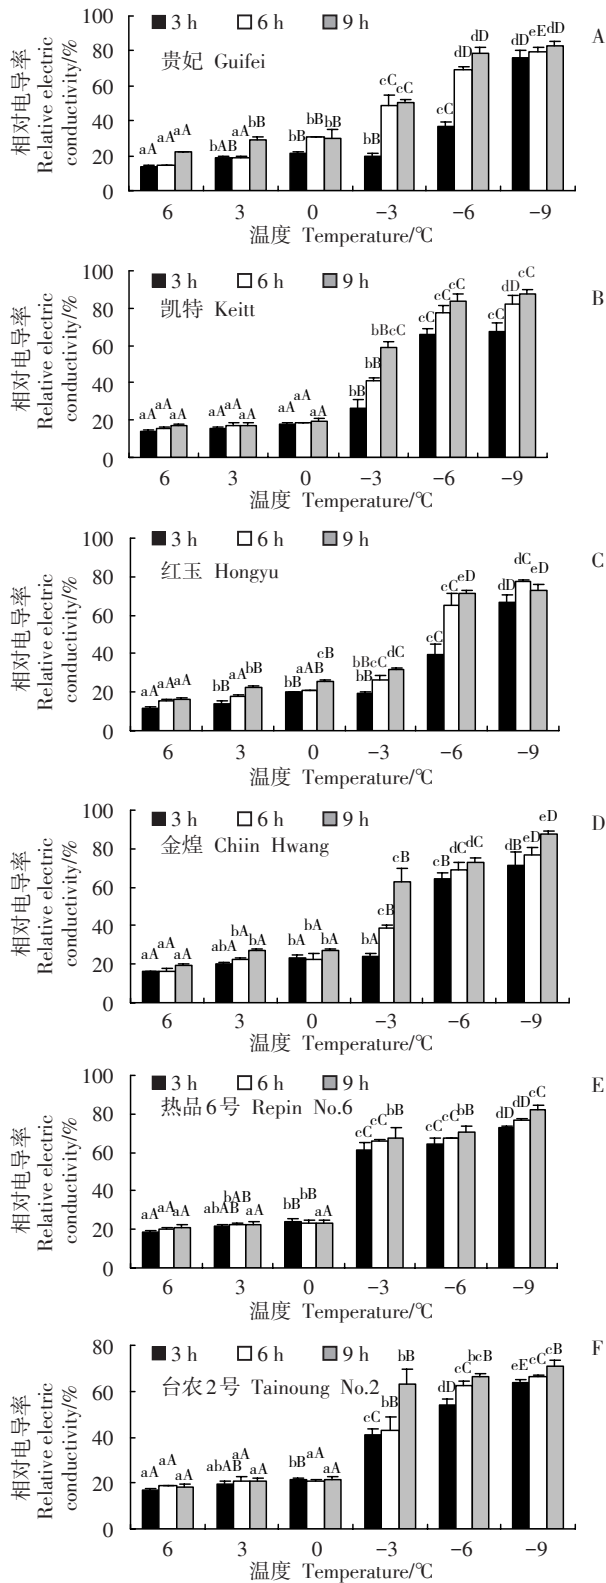 100
80
60
40
20
0
相对电导率
Relative electric
conductivity/%
3 h 6 h 9 h
贵妃 Guifei
A
aA aA aA
bAB aA bB
bB bB bB
bB cC cC
cC dD dD
dD eE dD
6 3 0 −3 −6 −9
温度 Temperature/℃
100
80
60
40
20
0
相对电导率
Relative electric
conductivity/%
3 h 6 h 9 h
凯特 Keitt
B
aA aA aA
aA aA aA
aA aA aA
bB bB bBcC
cC cC cC
cC dD cC
6 3 0 −3 −6 −9
温度 Temperature/℃
100
80
60
40
20
0
相对电导率
Relative electric
conductivity/%
3 h 6 h 9 h
红玉 Hongyu
C
aA aA aA
bB aA bB
bB aAB cB
bB bBcC dC
cC cC eD
dD dC eD
6 3 0 −3 −6 −9
温度 Temperature/℃
100
80
60
40
20
0
相对电导率
Relative electric
conductivity/%
3 h 6 h 9 h
金煌 Chiin Hwang
D
aA aA aA
abA bA bA
bA bA bA
bA cB cB
cB dC dC
dB eD eD
6 3 0 −3 −6 −9
温度 Temperature/℃
100
80
60
40
20
0
相对电导率
Relative electric
conductivity/%
3 h 6 h 9 h
热品6号 Repin No.6
E
aA aA aA
abAB bAB aA
bB bB aA
cC cC bB
cC cC bB
dD dD cC
6 3 0 −3 −6 −9
温度 Temperature/℃
80
60
40
20
0
相对电导率
Relative electric
conductivity/%
3 h 6 h 9 h
台农2号 Tainoung No.2
F
aA aA aA
abAB aA aA
bB aA aA
cC bB bB
dD cC bcB
eE cC cB
6 3 0 −3 −6 −9
温度 Temperature/℃